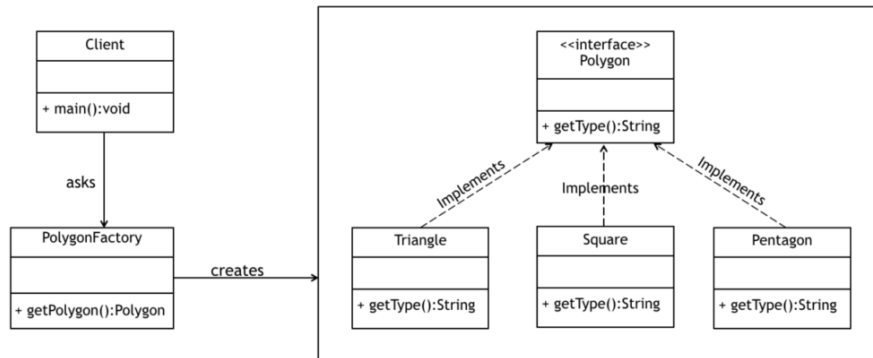 Client
+ main():void
asks
PolygonFactory
+ getPolygon():Polygon
creates
<<interface>>
Polygon
+ getType():String
Implements
Implements
Implements
Triangle
+ getType():String
Square
+ getType():String
Pentagon
+ getType():String